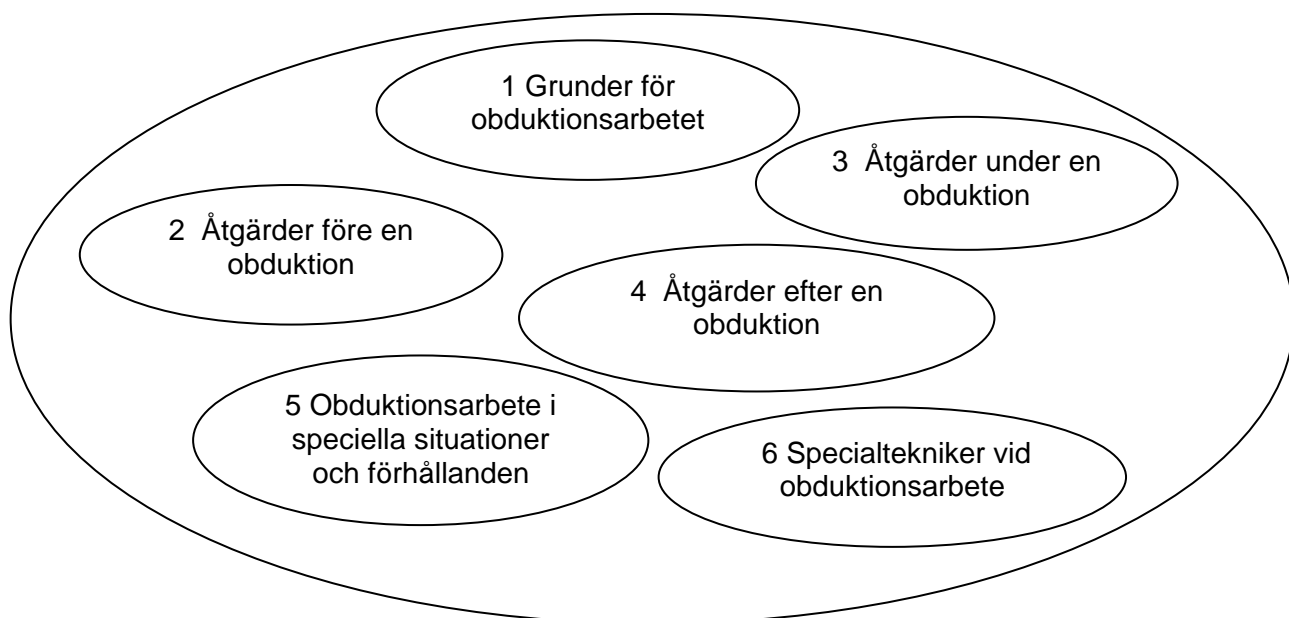 1 Grunder för
obduktionsarbetet
2  Åtgärder före en
obduktion
3  Åtgärder under en
obduktion
4  Åtgärder efter en
obduktion
5 Obduktionsarbete i
speciella situationer
och förhållanden
6 Specialtekniker vid
obduktionsarbete